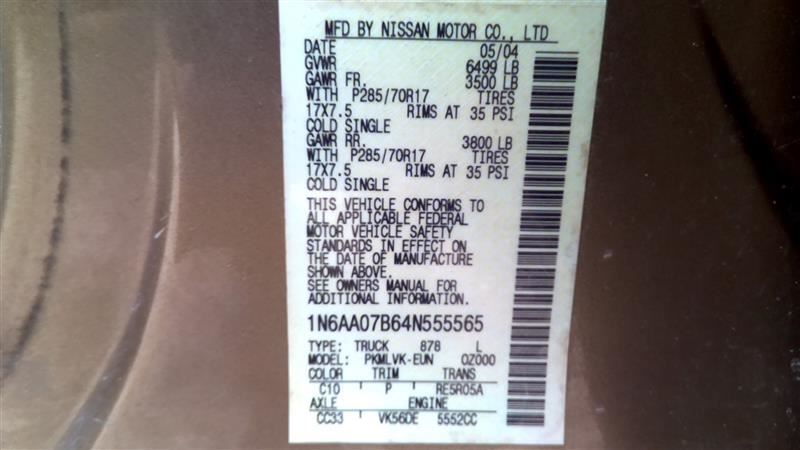 MFD BY NISSAN MOTOR CO., LTD
DATE 05/04
GVWR 6499 LB
GAWR FR. 3500 LB
WITH P285/70R17 TIRES
17X7.5 RIMS AT 35 PSI
COLD SINGLE
GAWR RR. 3800 LB
WITH P285/70R17 TIRES
17X7.5 RIMS AT 35 PSI
COLD SINGLE
THIS VEHICLE CONFORMS TO
ALL APPLICABLE FEDERAL
MOTOR VEHICLE SAFETY
STANDARDS IN EFFECT ON
THE DATE OF MANUFACTURE
SHOWN ABOVE.
SEE OWNERS MANUAL FOR
ADDITIONAL INFORMATION.
1N6AA07B64N555565
TYPE: TRUCK 878 L
MODEL: PKMLVK-EUN OZ000
COLOR TRIM TRANS
C10 P RE5R05A
AXLE ENGINE
CC33 VK56DE 5552CC